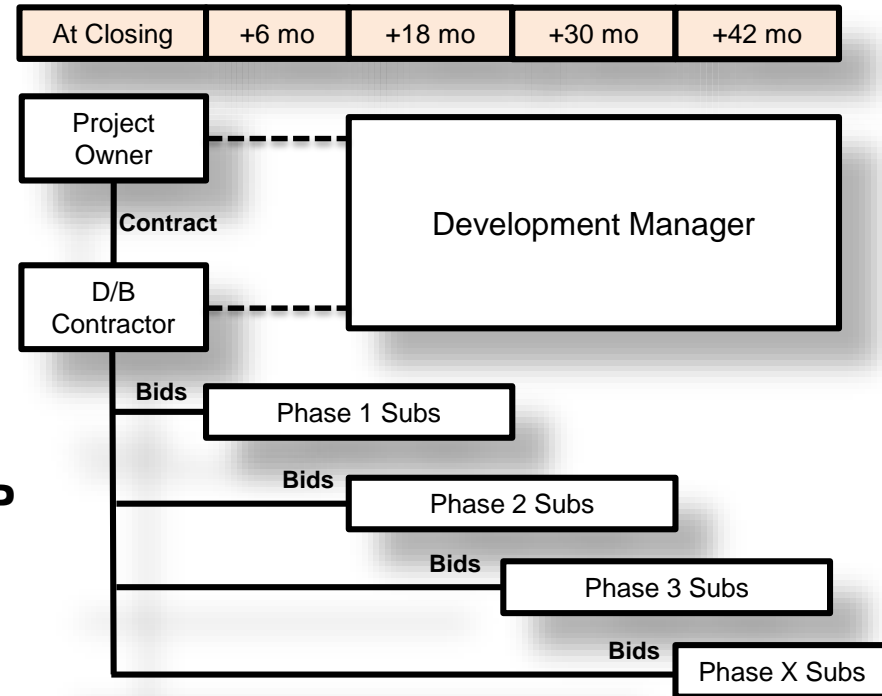 At Closing +6 mo +18 mo +30 mo +42 mo
Project
Owner
Contract
Development Manager
D/B
Contractor
Bids
Phase 1 Subs
Bids
Phase 2 Subs
P
Bids
Phase 3 Subs
Bids
Phase X Subs